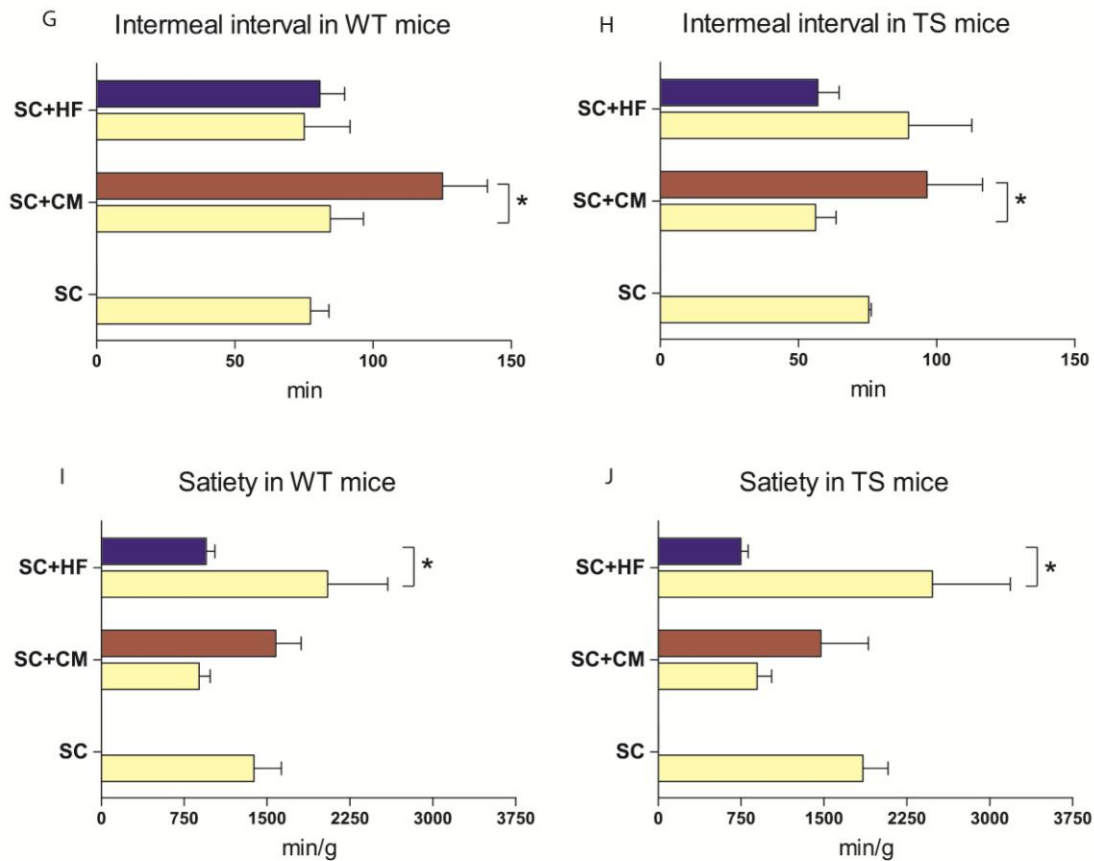 G
Intermeal interval in WT mice
SC+HF
SC+CM
*
SC
0 50 100 150
min
H
Intermeal interval in TS mice
SC+HF
SC+CM
*
SC
0 50 100 150
min
I
Satiety in WT mice
SC+HF
*
SC+CM
SC
0 750 1500 2250 3000 3750
min/g
J
Satiety in TS mice
SC+HF
*
SC+CM
SC
0 750 1500 2250 3000 3750
min/g